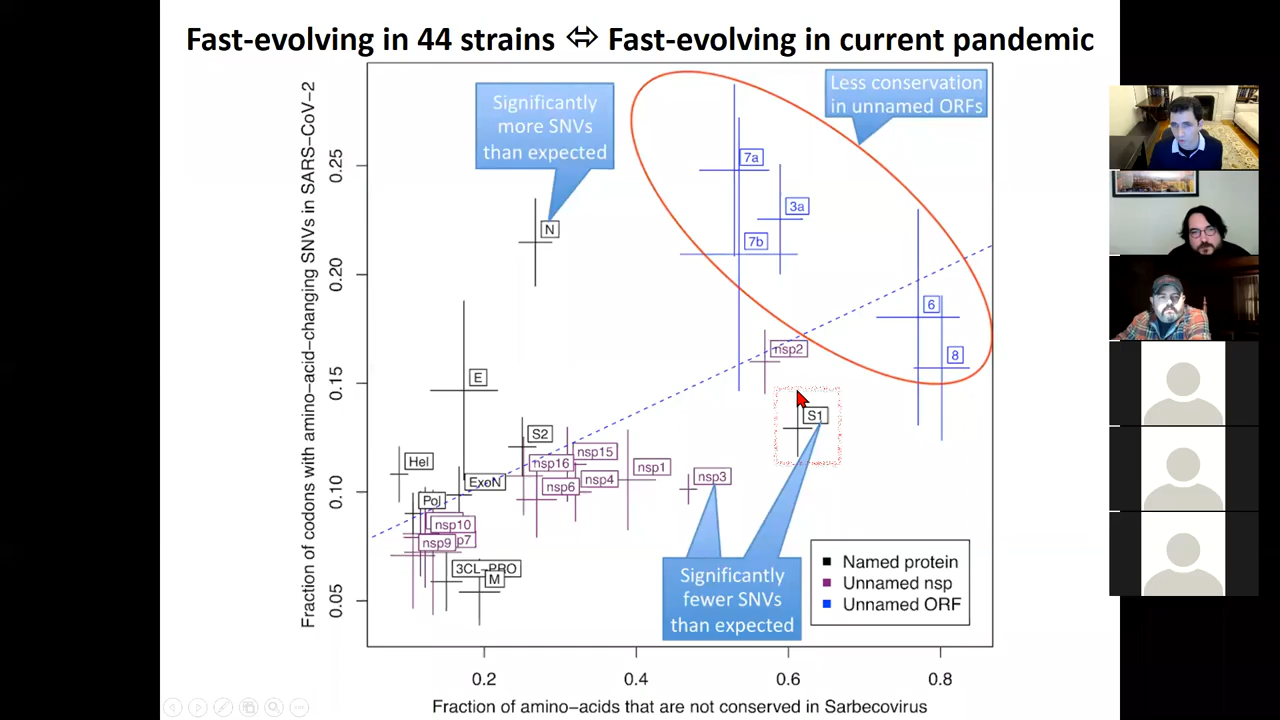 Fast-evolving in 44 strains ⇔ Fast-evolving in current pandemic
Significantly
more SNVs
than expected
Less conservation
in unnamed ORFs
7a
3a
N
7b
6
nsp2
8
E
S1
S2
Hel
nsp15
nsp16
nsp1
nsp3
ExoN
nsp4
nsp6
Pol
nsp10
nsp9
p7
3CL-PRO
M
Significantly
fewer SNVs
than expected
Named protein
Unnamed nsp
Unnamed ORF
Fraction of codons with amino-acid-changing SNVs in SARS-CoV-2
0.25
0.20
0.15
0.10
0.05
0.2
0.4
0.6
0.8
Fraction of amino-acids that are not conserved in Sarbecovirus